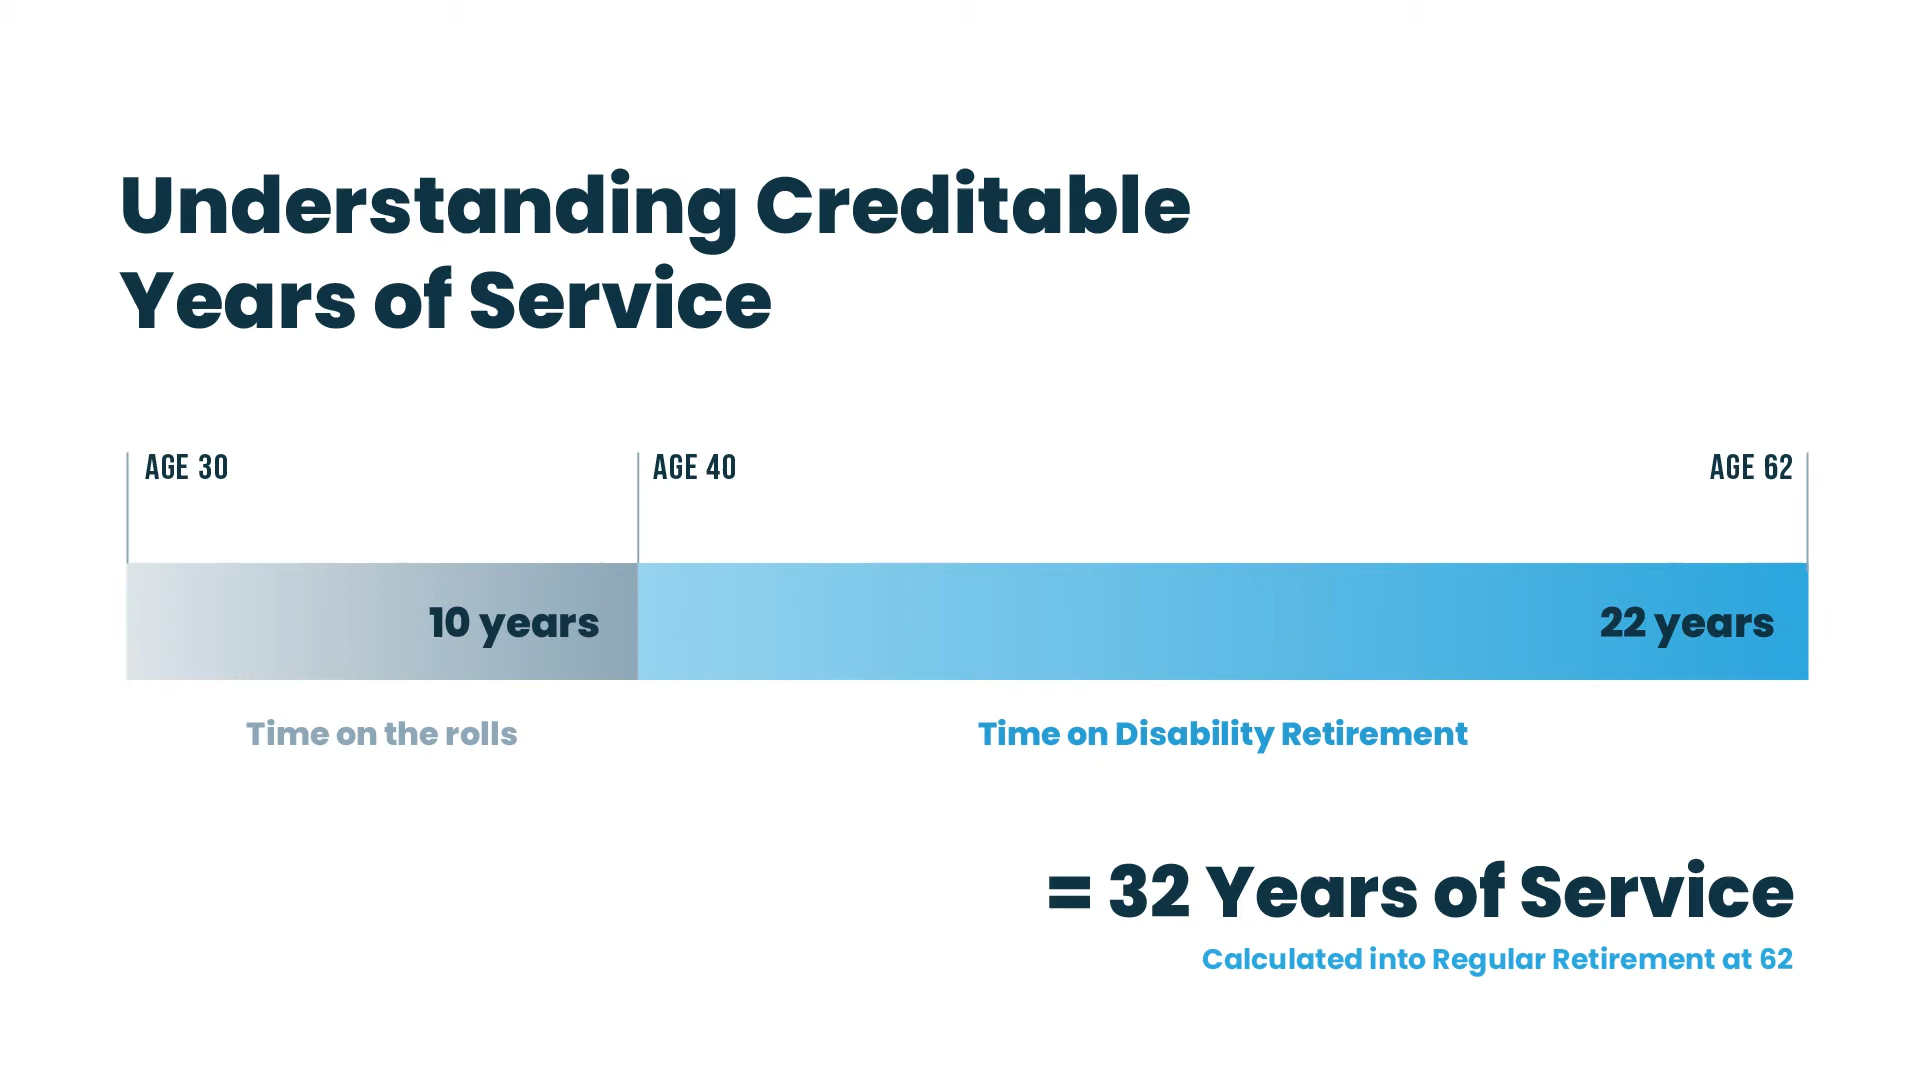 Understanding Creditable
Years of Service
AGE 30
AGE 40
AGE 62
10 years
22 years
Time on the rolls
Time on Disability Retirement
= 32 Years of Service
Calculated into Regular Retirement at 62